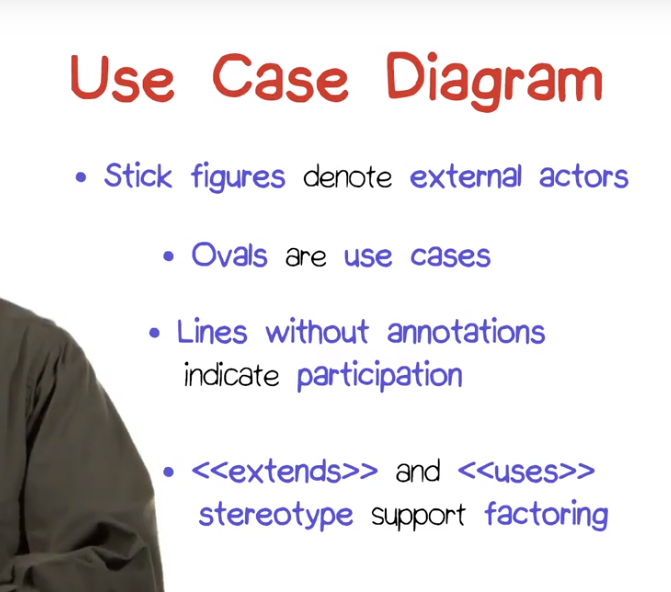 Use Case Diagram
• Stick figures denote external actors
• Ovals are use cases
• Lines without annotations
indicate participation
• <<extends>> and <<uses>>
stereotype support factoring